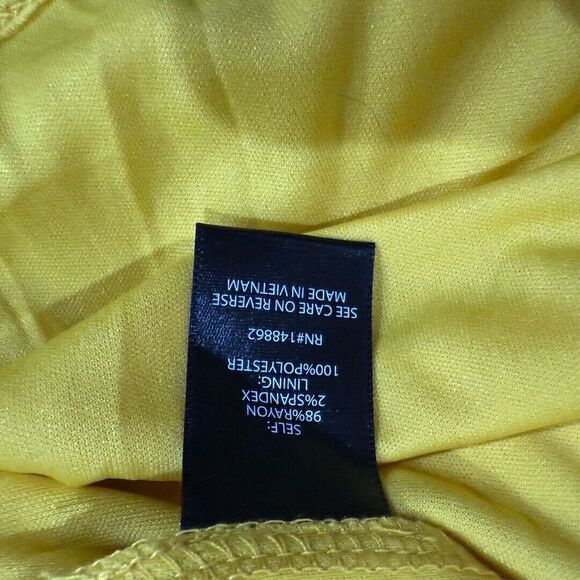 SELF:
98%RAYON
2%SPANDEX
LINING:
100%POLYESTER
RN#148862
SEE CARE ON REVERSE
MADE IN VIETNAM